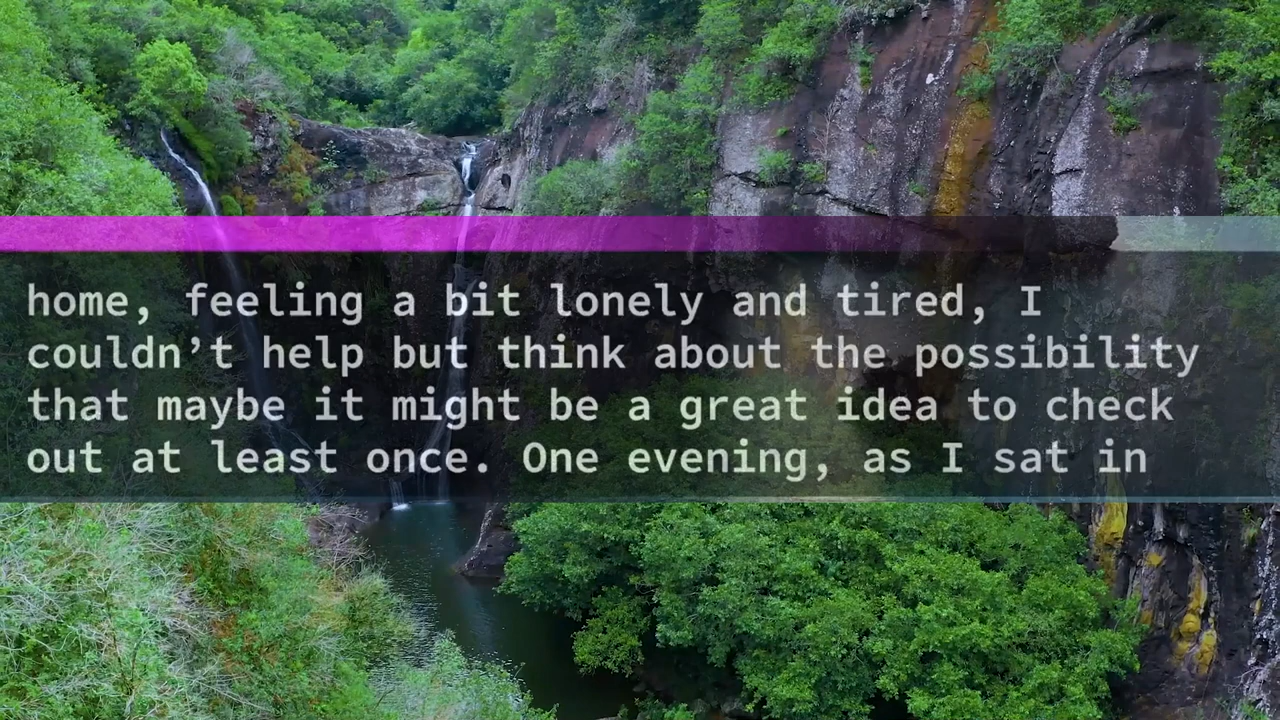 home, feeling a bit lonely and tired, I
couldn’t help but think about the possibility
that maybe it might be a great idea to check
out at least once. One evening, as I sat in